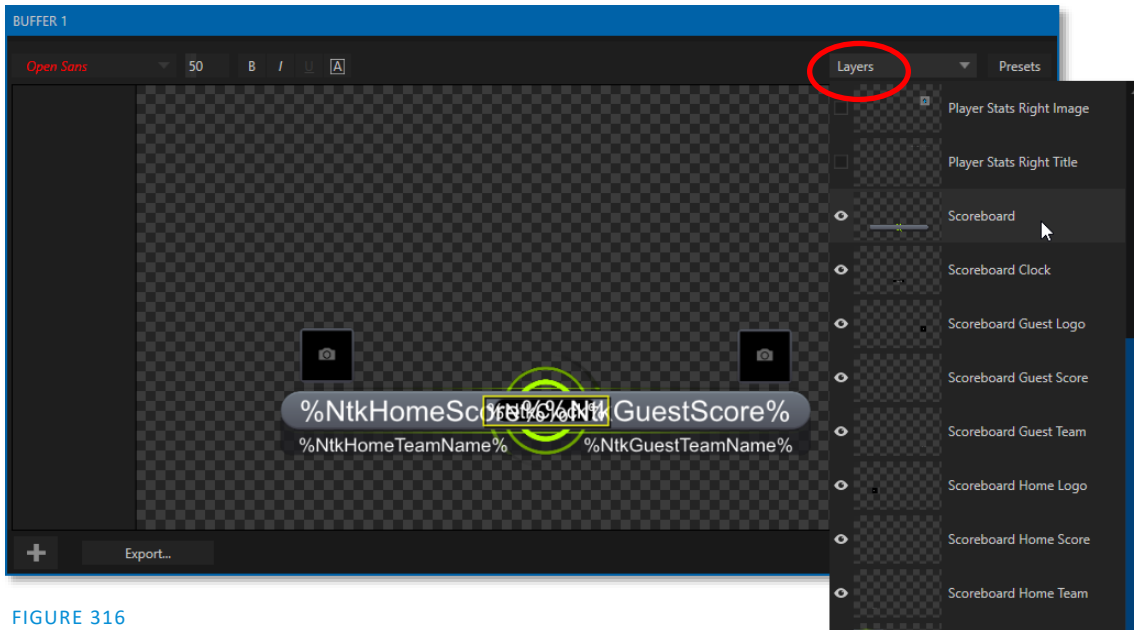 BUFFER 1
Open Sans 50 B I U A Layers Presets
Player Stats Right Image
Player Stats Right Title
Scoreboard
Scoreboard Clock
Scoreboard Guest Logo
Scoreboard Guest Score
Scoreboard Guest Team
Scoreboard Home Logo
Scoreboard Home Score
Scoreboard Home Team
%NtkHomeScore% %NtkGuestScore%
%NtkHomeTeamName% %NtkGuestTeamName%
Export...
FIGURE 316